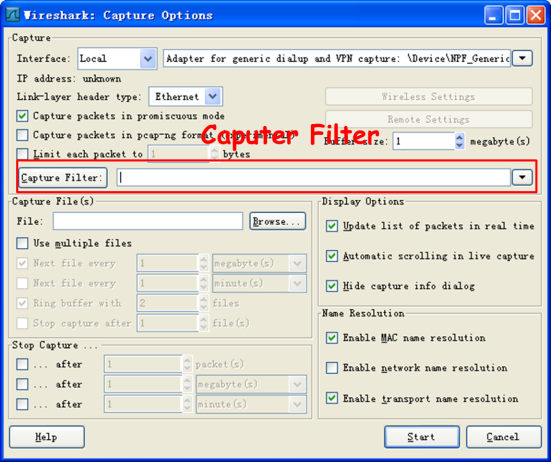 Wireshark: Capture Options
Capture
Interface: Local Adapter for generic dialup and VPN capture: \Device\NPF_Generic
IP address: unknown
Link-layer header type: Ethernet Wireless Settings
Capture packets in promiscuous mode Remote Settings
Capture packets in pcap-ng format (experimental)
Caputer Filter
Buffer size: 1 megabyte(s)
Limit each packet to 1 bytes
Capture Filter:
Capture File(s)
File: Browse...
Use multiple files
Next file every 1 megabyte(s)
Next file every 1 minute(s)
Ring buffer with 2 files
Stop capture after 1 file(s)
Stop Capture ...
... after 1 packet(s)
... after 1 megabyte(s)
... after 1 minute(s)
Display Options
Update list of packets in real time
Automatic scrolling in live capture
Hide capture info dialog
Name Resolution
Enable MAC name resolution
Enable network name resolution
Enable transport name resolution
Help Start Cancel